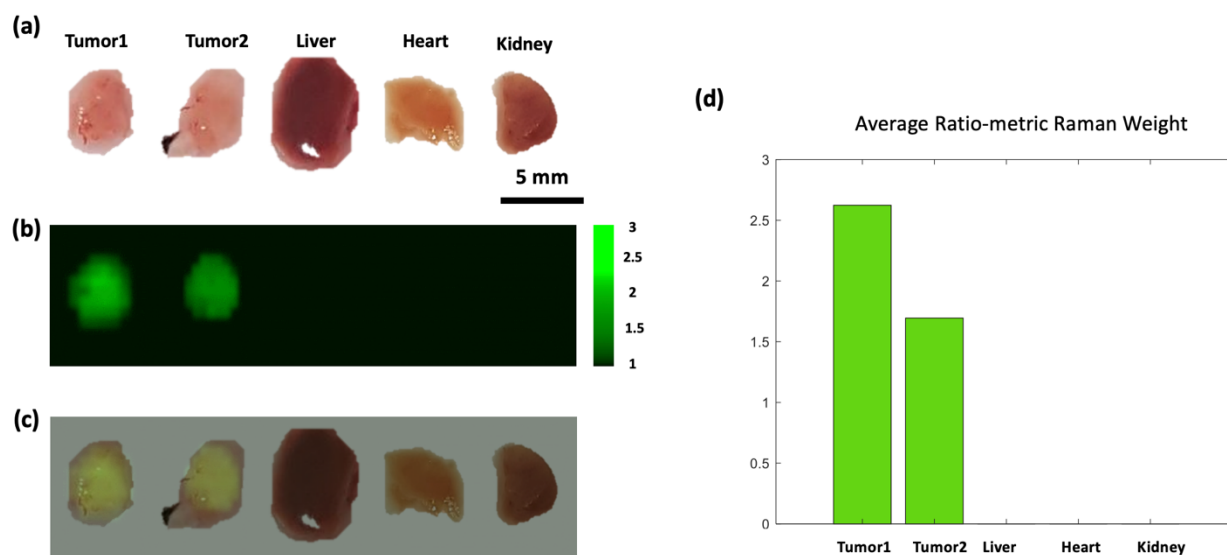 (a)
Tumor1 Tumor2 Liver Heart Kidney
5 mm
(b)
3
2.5
2
1.5
1
(c)
(d)
Average Ratio-metric Raman Weight
3
2.5
2
1.5
1
0.5
0
Tumor1 Tumor2 Liver Heart Kidney